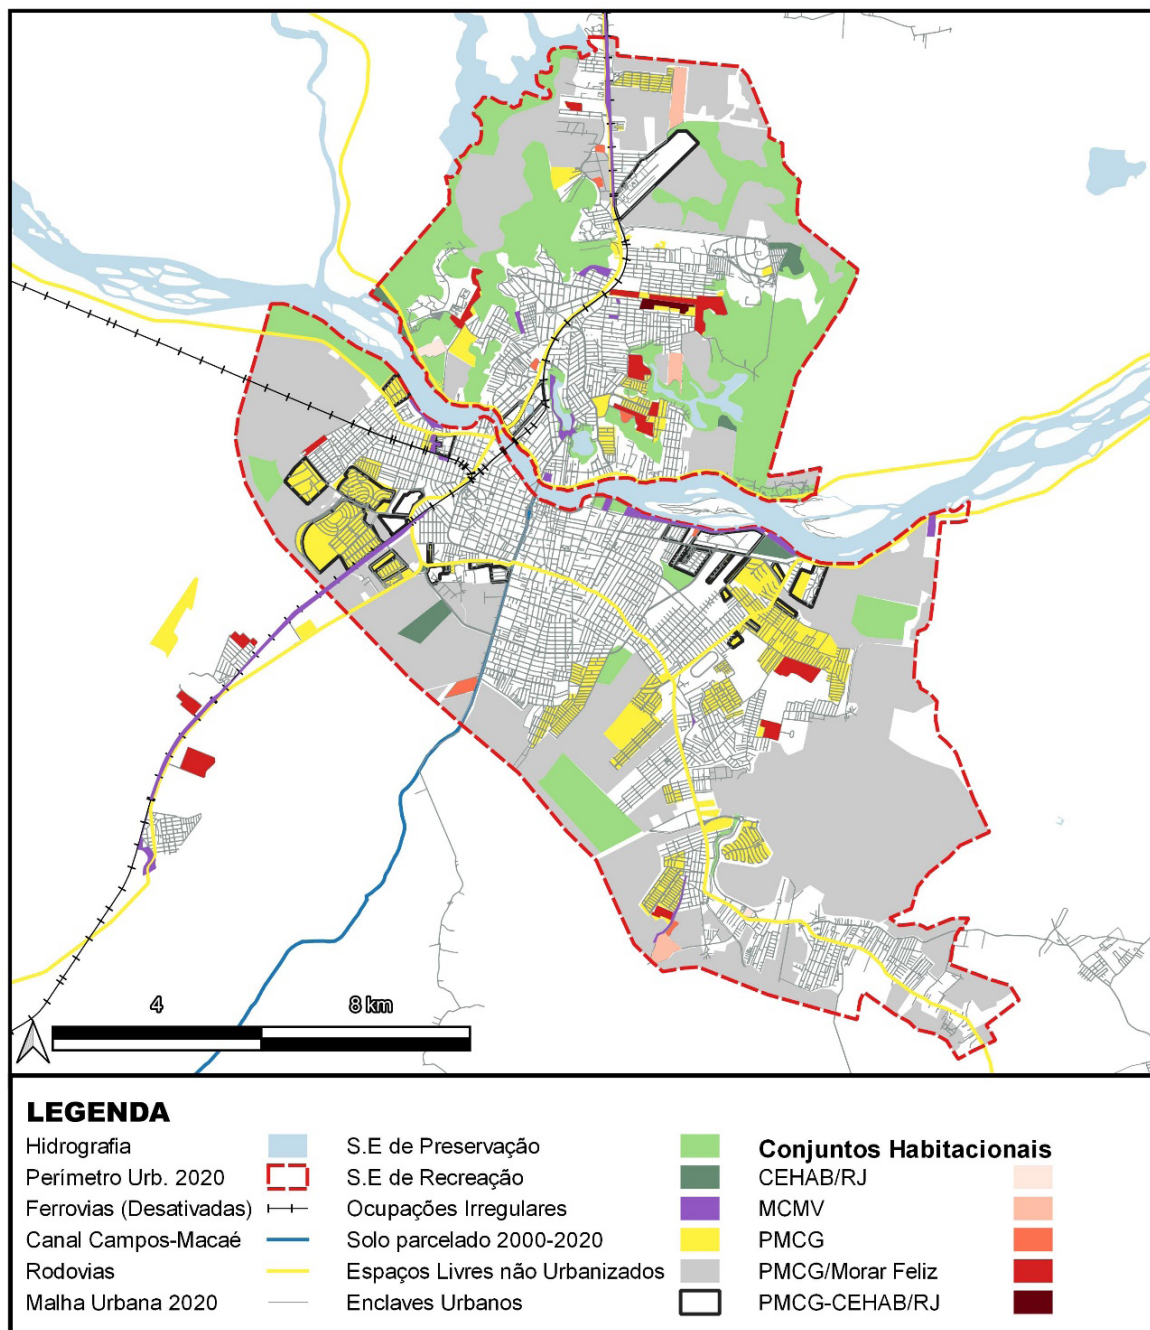 4 8 km
LEGENDA
Hidrografia
Perímetro Urb. 2020
Ferrovias (Desativadas)
Canal Campos-Macaé
Rodovias
Malha Urbana 2020
S.E de Preservação
S.E de Recreação
Ocupações Irregulares
Solo parcelado 2000-2020
Espaços Livres não Urbanizados
Enclaves Urbanos
Conjuntos Habitacionais
CEHAB/RJ
MCMV
PMCG
PMCG/Morar Feliz
PMCG-CEHAB/RJ